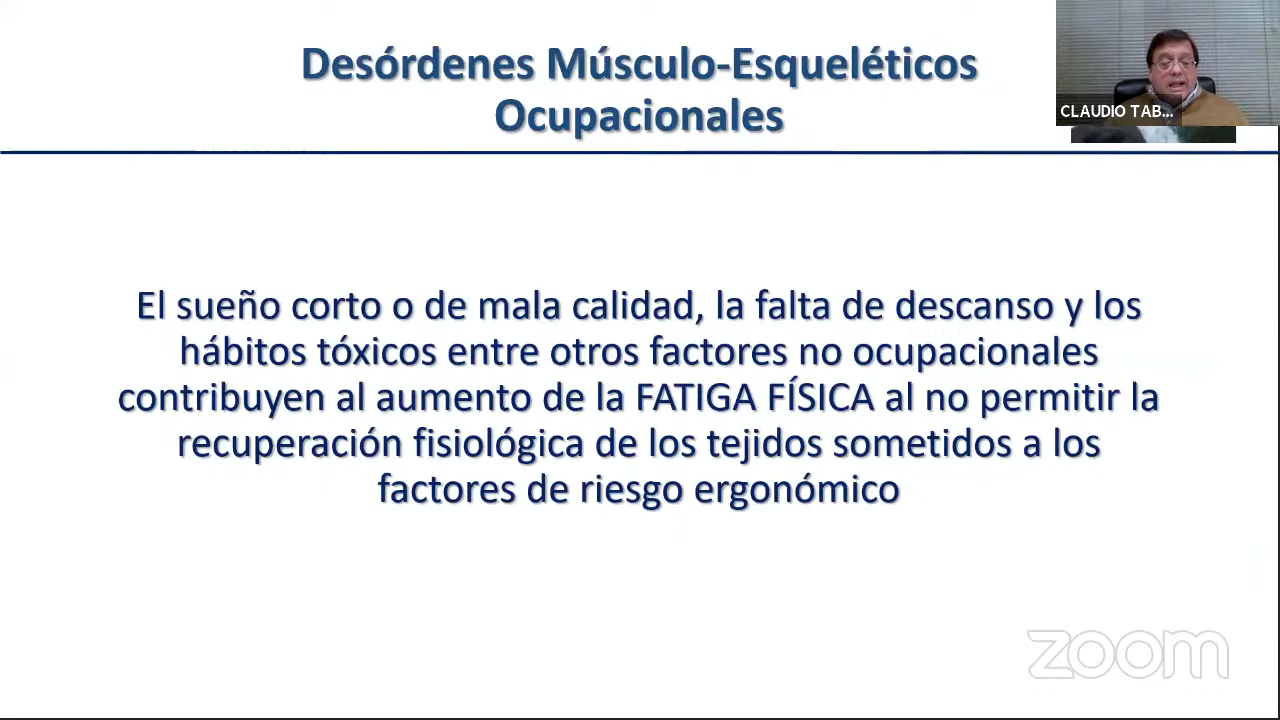 Desórdenes Músculo-Esqueléticos
Ocupacionales
CLAUDIO TAB...
El sueño corto o de mala calidad, la falta de descanso y los
hábitos tóxicos entre otros factores no ocupacionales
contribuyen al aumento de la FATIGA FÍSICA al no permitir la
recuperación fisiológica de los tejidos sometidos a los
factores de riesgo ergonómico
zoom